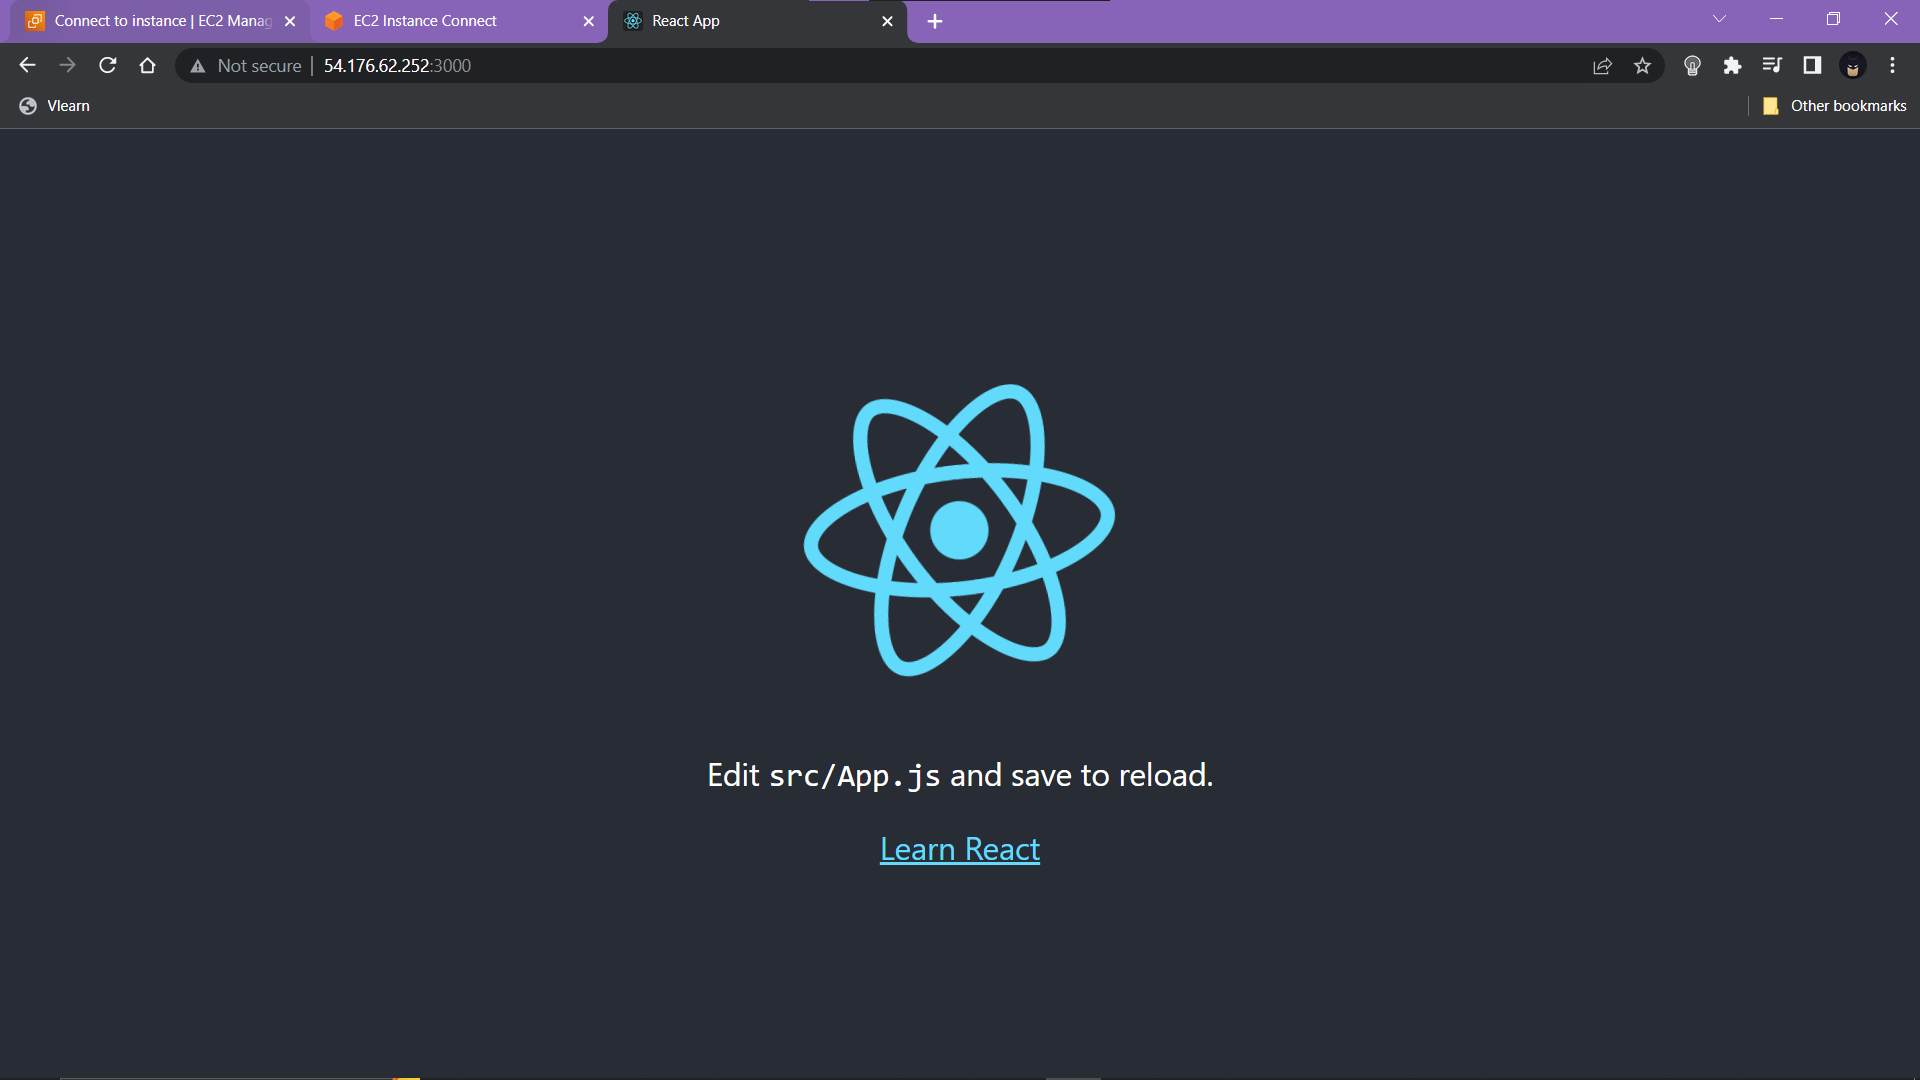 Connect to instance | EC2 Manag
EC2 Instance Connect
React App
Not secure
54.176.62.252:3000
Vlearn
Other bookmarks
Edit src/App.js and save to reload.
Learn React